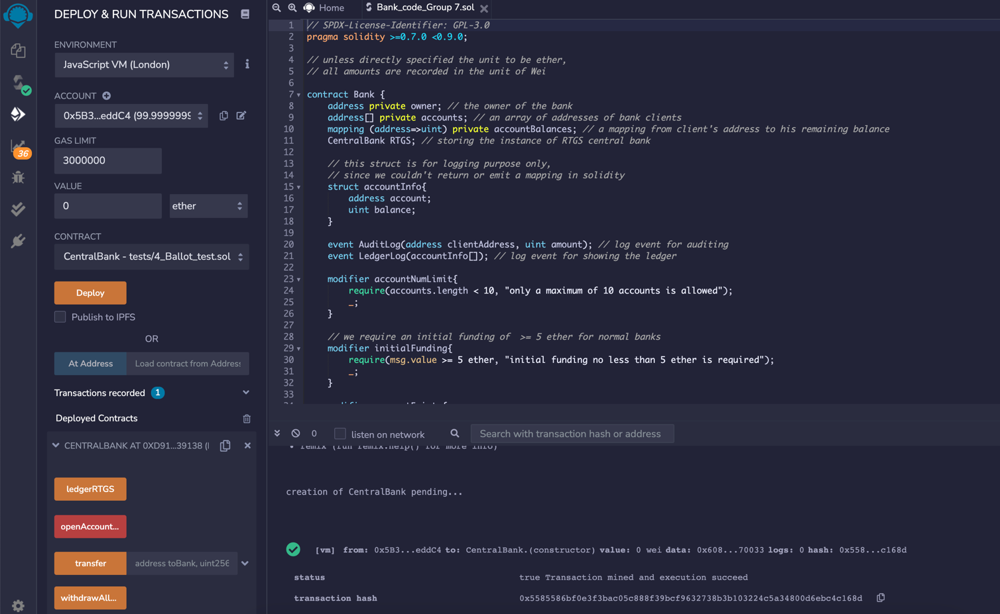 DEPLOY & RUN TRANSACTIONS
ENVIRONMENT
JavaScript VM (London)
ACCOUNT
0x5B3...eddC4 (99.9999999
GAS LIMIT
3000000
VALUE
0
ether
CONTRACT
CentralBank - tests/4_Ballot_test.sol
Deploy
Publish to IPFS
OR
At Address
Load contract from Address
Transactions recorded 1
Deployed Contracts
CENTRALBANK AT 0XD91...39138 (
ledgerRTGS
openAccount...
transfer
address toBank, uint256
withdrawAll...
36
Home
Bank_code_Group 7.sol
1 // SPDX-License-Identifier: GPL-3.0
2 pragma solidity >=0.7.0 <0.9.0;
3
4 // unless directly specified the unit to be ether,
5 // all amounts are recorded in the unit of Wei
6
7 contract Bank {
8 address private owner; // the owner of the bank
9 address[] private accounts; // an array of addresses of bank clients
10 mapping (address=>uint) private accountBalances; // a mapping from client's address to his remaining balance
11 CentralBank RTGS; // storing the instance of RTGS central bank
12
13 // this struct is for logging purpose only,
14 // since we couldn't return or emit a mapping in solidity
15 struct accountInfo{
16 address account;
17 uint balance;
18 }
19
20 event AuditLog(address clientAddress, uint amount); // log event for auditing
21 event LedgerLog(accountInfo[]); // log event for showing the ledger
22
23 modifier accountNumLimit{
24 require(accounts.length < 10, "only a maximum of 10 accounts is allowed");
25 _;
26 }
27
28 // we require an initial funding of  >= 5 ether for normal banks
29 modifier initialFunding{
30 require(msg.value >= 5 ether, "initial funding no less than 5 ether is required");
31 _;
32 }
33
0
listen on network
Search with transaction hash or address
• remix (run remix.help() for more info)
creation of CentralBank pending...
[vm] from: 0x5B3...eddC4 to: CentralBank.(constructor) value: 0 wei data: 0x608...70033 logs: 0 hash: 0x558...c168d
status true Transaction mined and execution succeed
transaction hash 0x5585586bf0e3f3bac05c888f39bcf9632738b3b103224c5a34800d6ebc4c168d